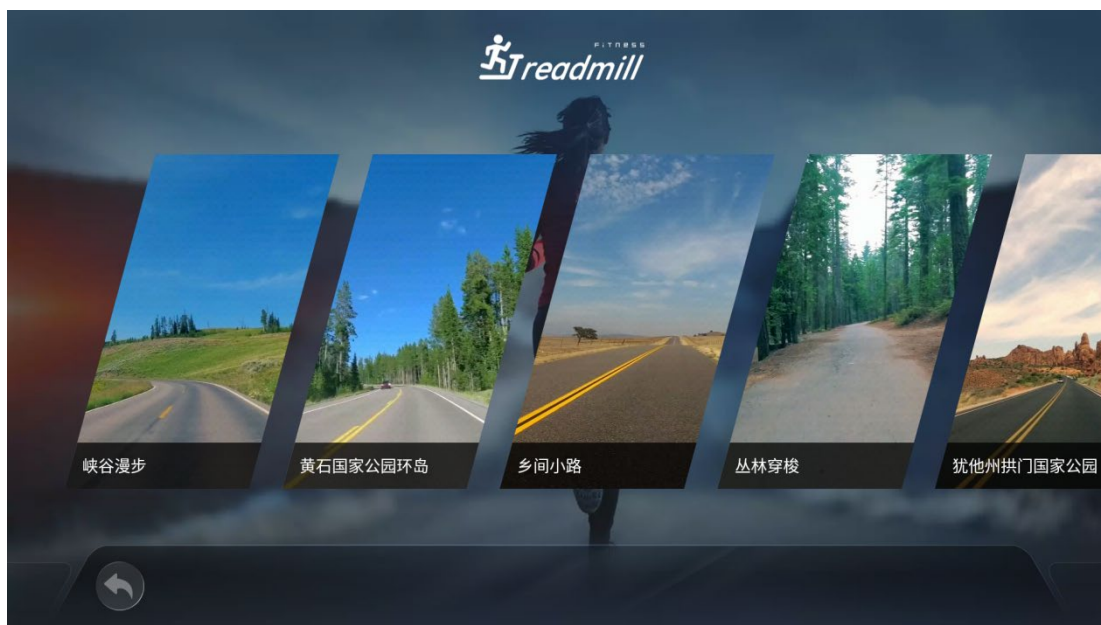 FITNESS
Treadmill
峡谷漫步
黄石国家公园环岛
乡间小路
丛林穿梭
犹他州拱门国家公园